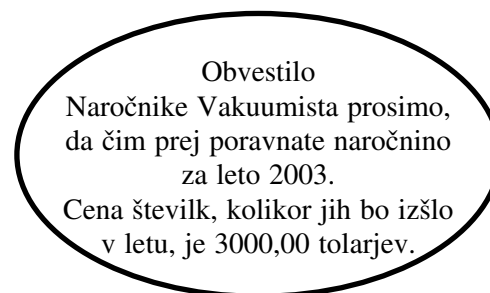 Obvestilo
Naročnike Vakuumista prosimo,
da čim prej poravnate naročnino
za leto 2003.
Cena številk, kolikor jih bo izšlo
v letu, je 3000,00 tolarjev.